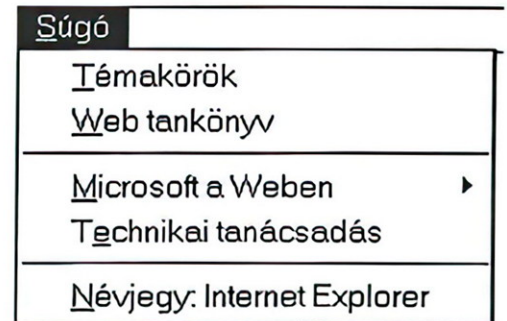 Súgó
Témakörök
Web tankönyv
Microsoft a Weben
Technikai tanácsadás
Névjegy: Internet Explorer